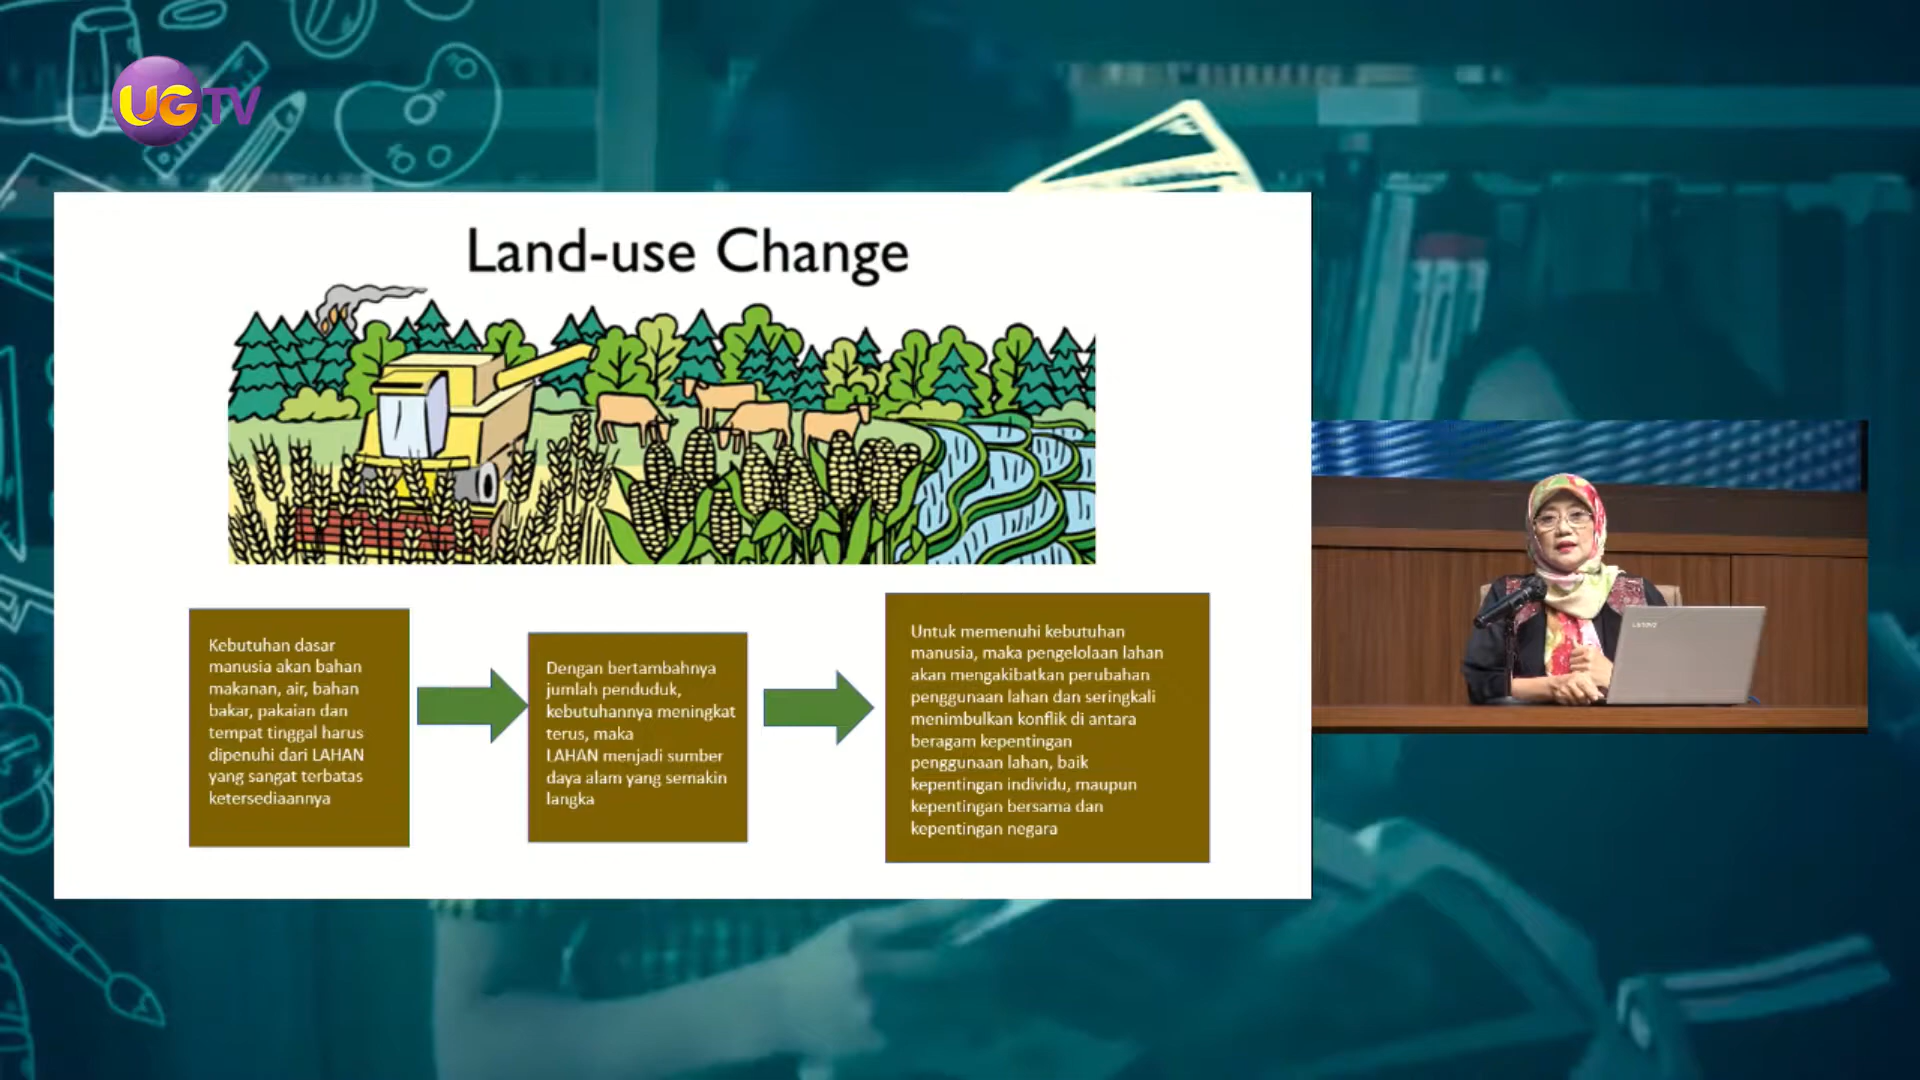 UGTV
Land-use Change
Kebutuhan dasar
manusia akan bahan
makanan, air, bahan
bakar, pakaian dan
tempat tinggal harus
dipenuhi dari LAHAN
yang sangat terbatas
ketersediaannya
Dengan bertambahnya
jumlah penduduk,
kebutuhannya meningkat
terus, maka
LAHAN menjadi sumber
daya alam yang semakin
langka
Untuk memenuhi kebutuhan
manusia, maka pengelolaan lahan
akan mengakibatkan perubahan
penggunaan lahan dan seringkali
menimbulkan konflik di antara
beragam kepentingan
penggunaan lahan, baik
kepentingan individu, maupun
kepentingan bersama dan
kepentingan negara
Lenovo